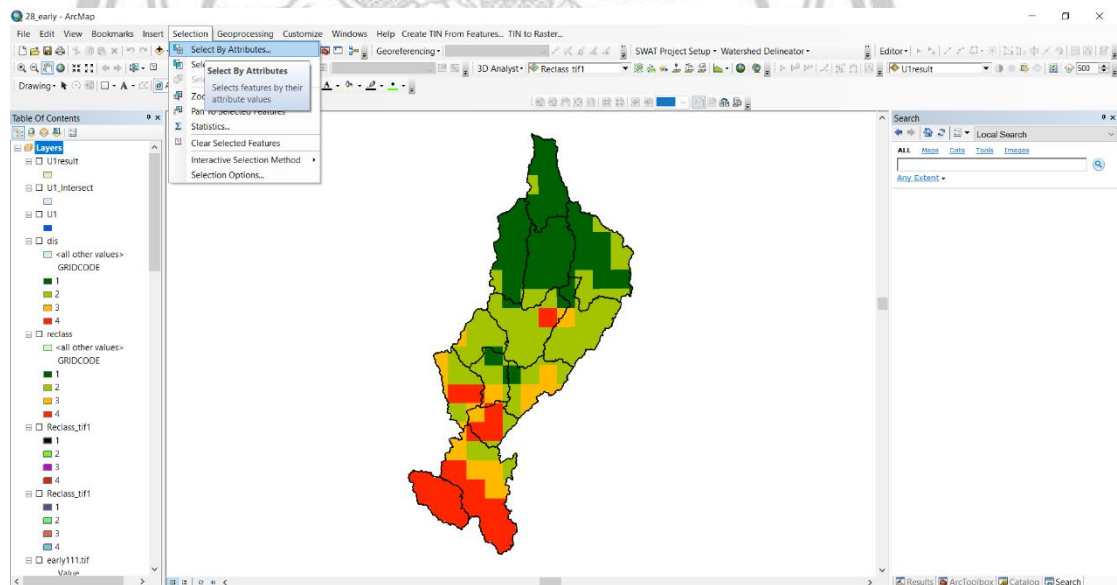 28_early - ArcMap
File Edit View Bookmarks Insert Selection Geoprocessing Customize Windows Help Create TIN From Features... TIN to Raster...
Georeferencing SWAT Project Setup Watershed Delineator Editor
3D Analyst Reclass tif1 U1result 500
Drawing A A
Select By Attributes...
Select By Attributes
Selects features by their
attribute values
Pan To Selected Features
Statistics...
Clear Selected Features
Interactive Selection Method
Selection Options...
Table Of Contents
Layers
U1result
U1_Intersect
U1
dis
<all other values>
GRIDCODE
1
2
3
4
reclass
<all other values>
GRIDCODE
1
2
3
4
Reclass_tif1
1
2
3
4
Reclass_tif1
1
2
3
4
early111.tif
Value
Search
Local Search
ALL Maps Data Tools Images
Any Extent
Results ArcToolbox Catalog Search